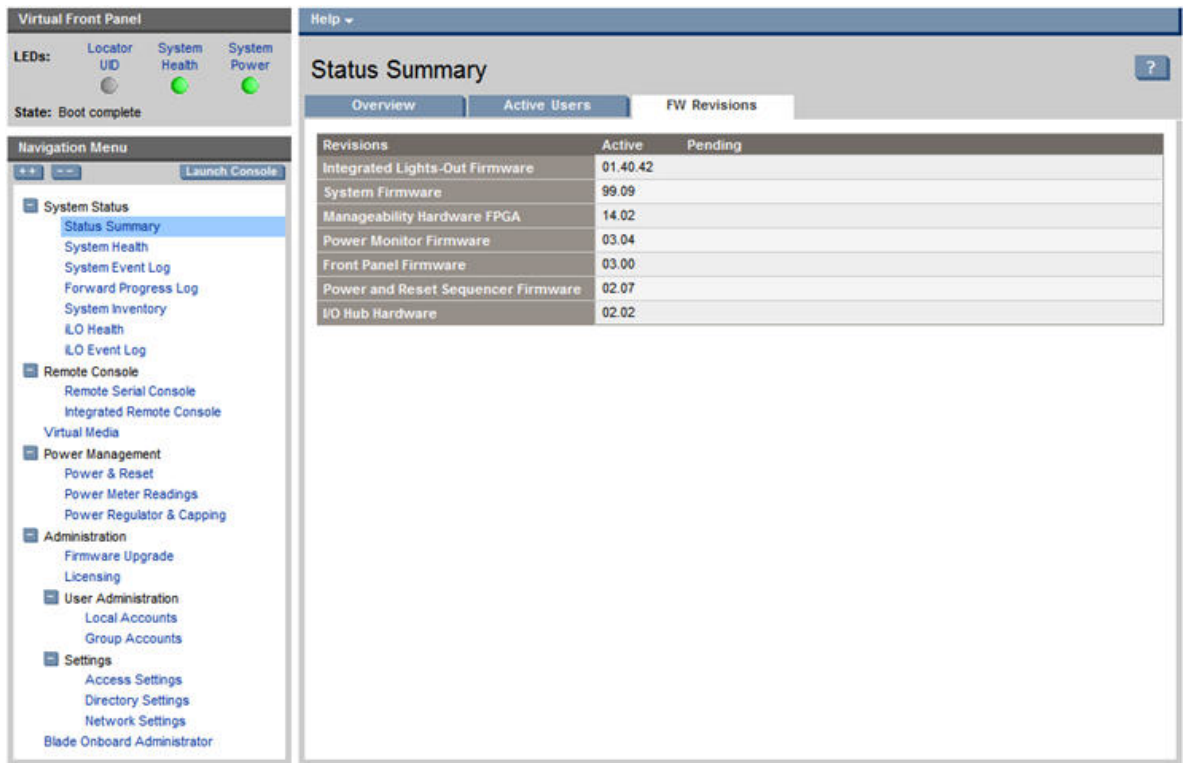 Virtual Front Panel
LEDs:
Locator UID
System Health
System Power
State: Boot complete
Navigation Menu
++
--
Launch Console
System Status
Status Summary
System Health
System Event Log
Forward Progress Log
System Inventory
iLO Health
iLO Event Log
Remote Console
Remote Serial Console
Integrated Remote Console
Virtual Media
Power Management
Power & Reset
Power Meter Readings
Power Regulator & Capping
Administration
Firmware Upgrade
Licensing
User Administration
Local Accounts
Group Accounts
Settings
Access Settings
Directory Settings
Network Settings
Blade Onboard Administrator
Help
Status Summary
?
Overview Active Users FW Revisions
Revisions Active Pending
Integrated Lights-Out Firmware 01.40.42
System Firmware 99.09
Manageability Hardware FPGA 14.02
Power Monitor Firmware 03.04
Front Panel Firmware 03.00
Power and Reset Sequencer Firmware 02.07
I/O Hub Hardware 02.02